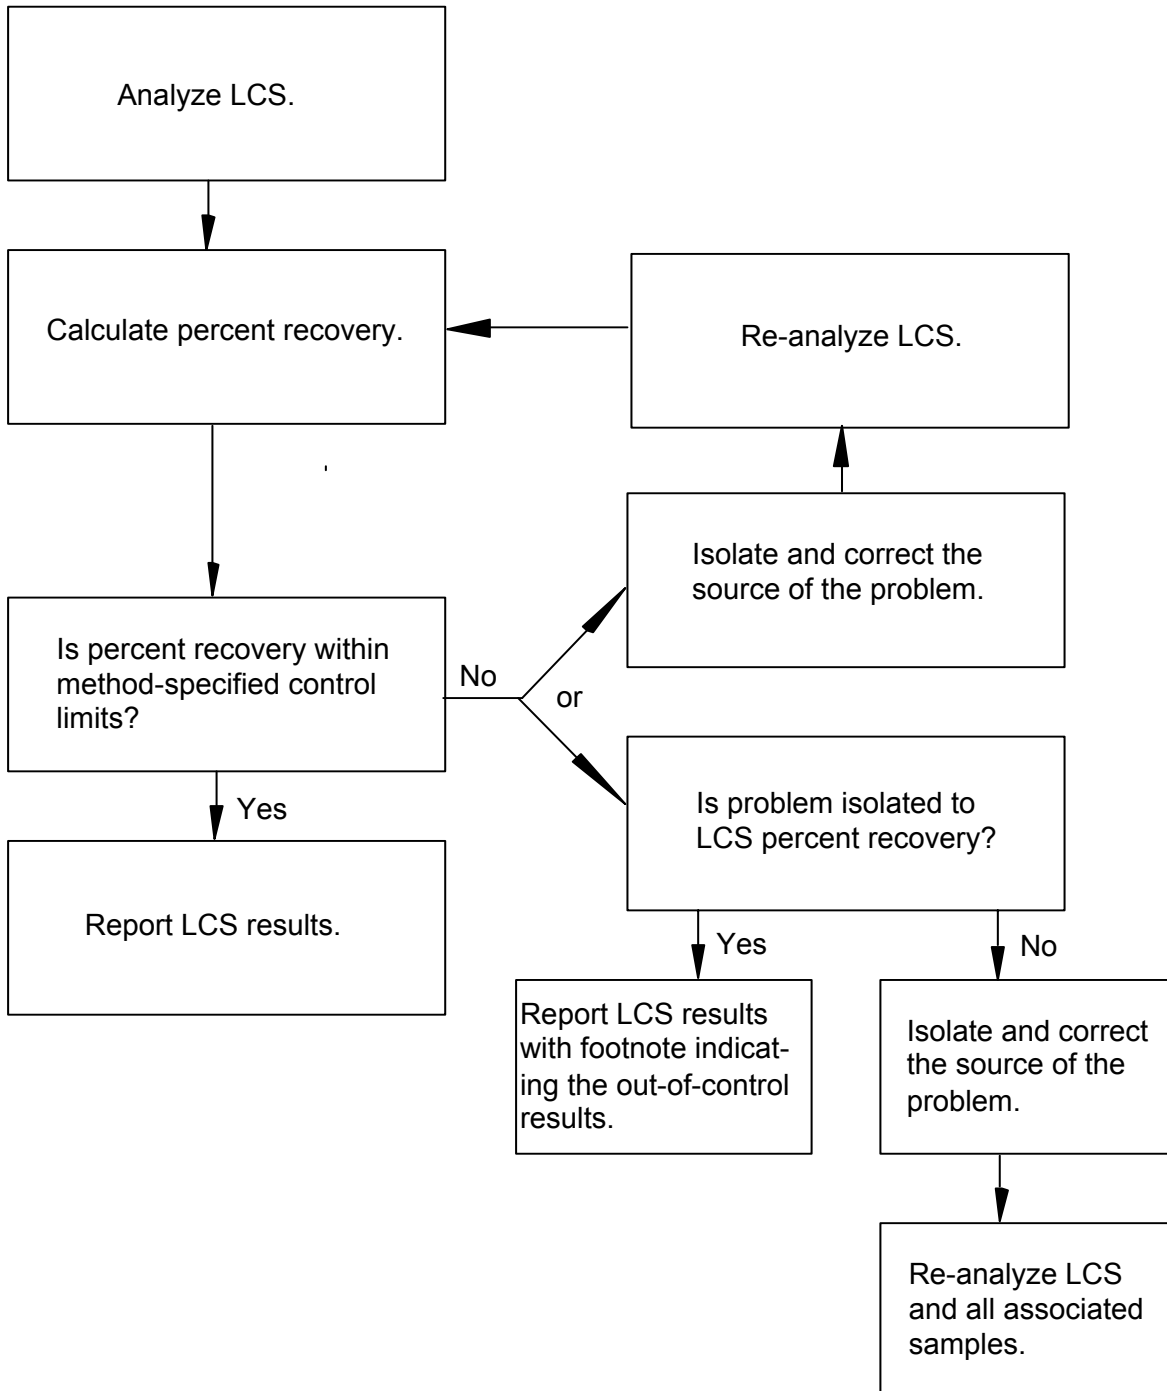 Analyze LCS.
Calculate percent recovery.
Re-analyze LCS.
Isolate and correct the
source of the problem.
Is percent recovery within
method-specified control
limits?
No
or
Is problem isolated to
LCS percent recovery?
Yes
Report LCS results.
Yes
No
Report LCS results
with footnote indicat-
ing the out-of-control
results.
Isolate and correct
the source of the
problem.
Re-analyze LCS
and all associated
samples.